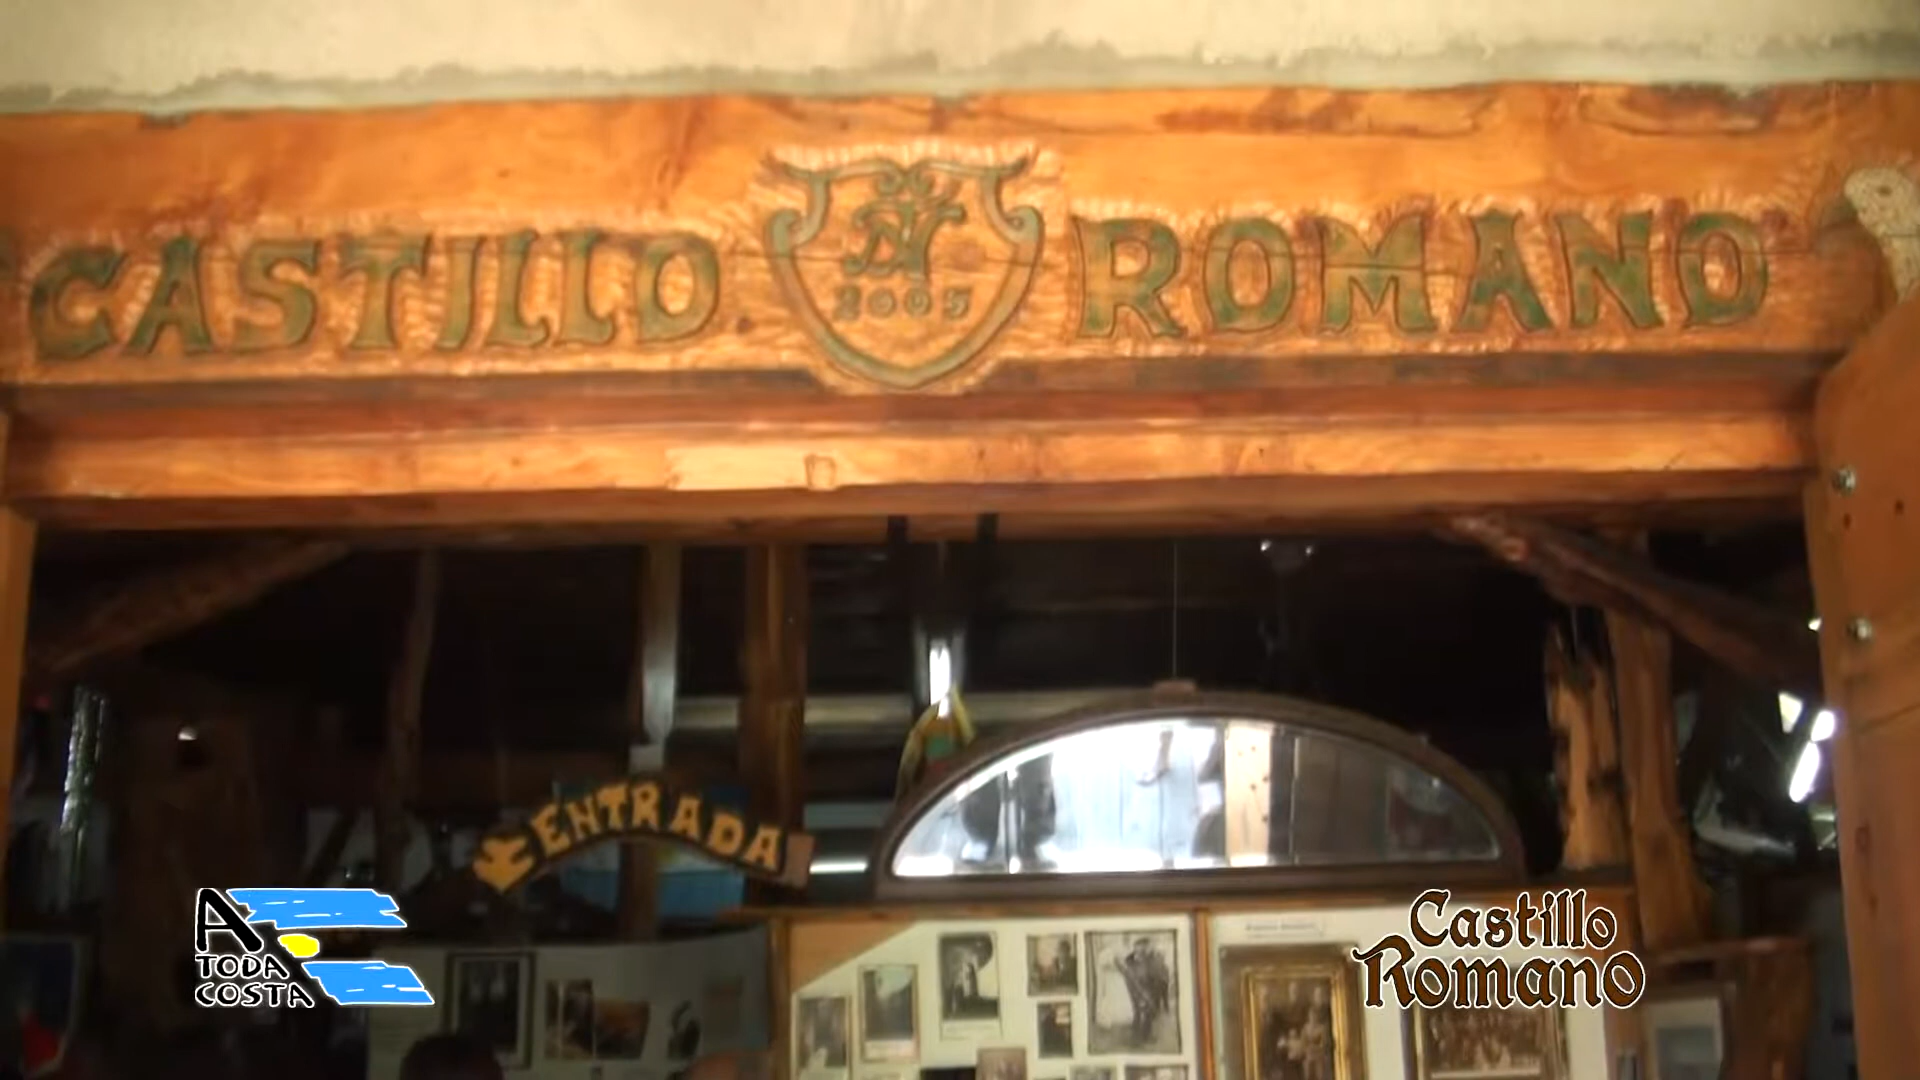 CASTILLO ROMANO
2005
ENTRADA
A
TODA
COSTA
Castillo
Romano